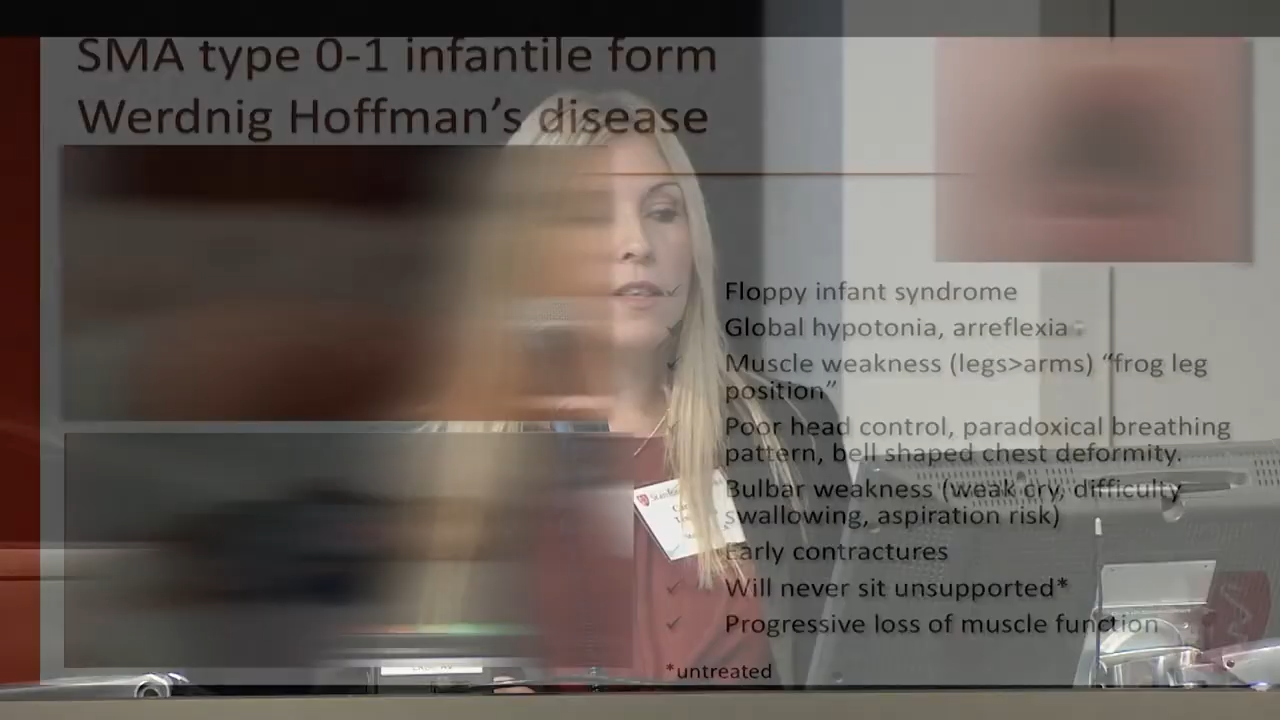 SMA type 0-1 infantile form
Werdnig Hoffman’s disease
Floppy infant syndrome
Global hypotonia, arreflexia
Muscle weakness (legs>arms) “frog leg
position”
Poor head control, paradoxical breathing
pattern, bell shaped chest deformity.
Bulbar weakness (weak cry, difficulty
swallowing, aspiration risk)
Early contractures
Will never sit unsupported*
Progressive loss of muscle function
*untreated